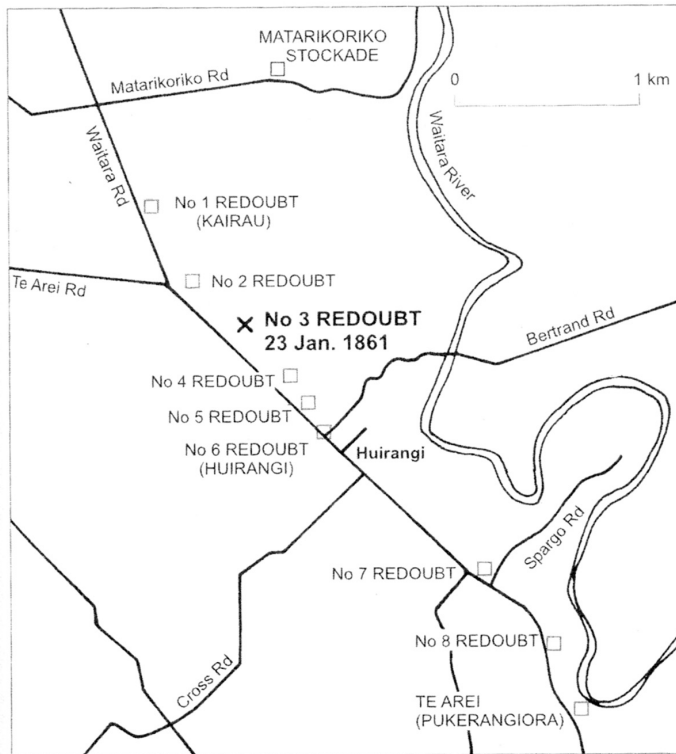 MATARIKORIKO
STOCKADE
Matarikoriko Rd
0 1 km
Waitara Rd
Waitara River
No 1 REDOUBT
(KAIRAU)
Te Arei Rd
No 2 REDOUBT
No 3 REDOUBT
23 Jan. 1861
Bertrand Rd
No 4 REDOUBT
No 5 REDOUBT
No 6 REDOUBT
(HUIRANGI)
Huirangi
Spargo Rd
No 7 REDOUBT
No 8 REDOUBT
Cross Rd
TE AREI
(PUKERANGIORA)